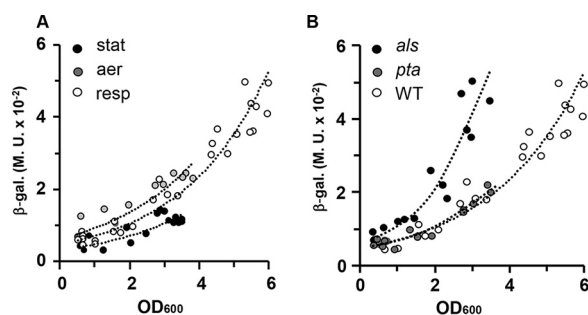 A
B
6
4
2
0
β-gal. (M. U. x 10⁻²)
stat
aer
resp
0
2
4
6
OD₆₀₀
6
4
2
0
β-gal. (M. U. x 10⁻²)
als
pta
WT
0
2
4
6
OD₆₀₀